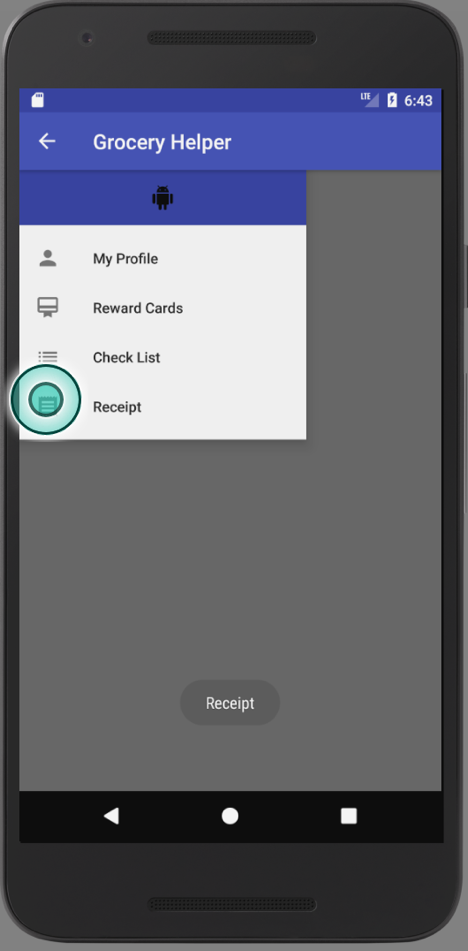 LTE 6:43
Grocery Helper
My Profile
Reward Cards
Check List
Receipt
Receipt